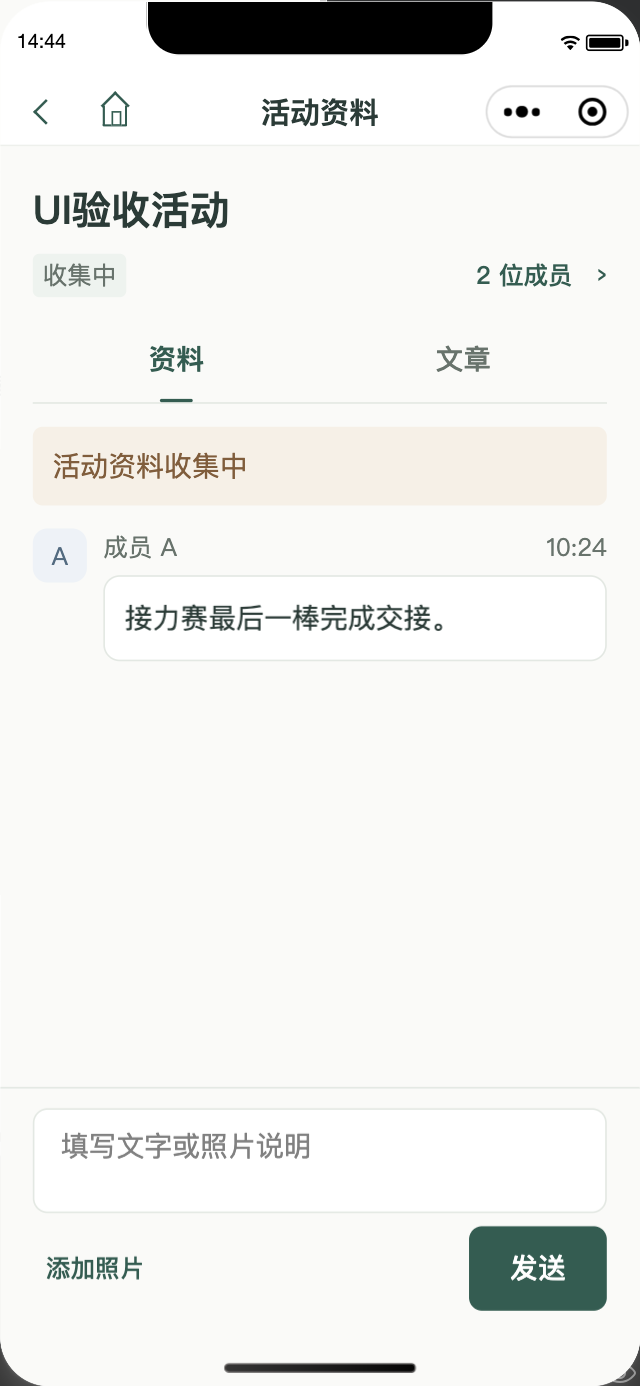 14:44
活动资料
UI验收活动
收集中
2 位成员 >
资料 文章
活动资料收集中
A 成员 A 10:24
接力赛最后一棒完成交接。
填写文字或照片说明
添加照片 发送